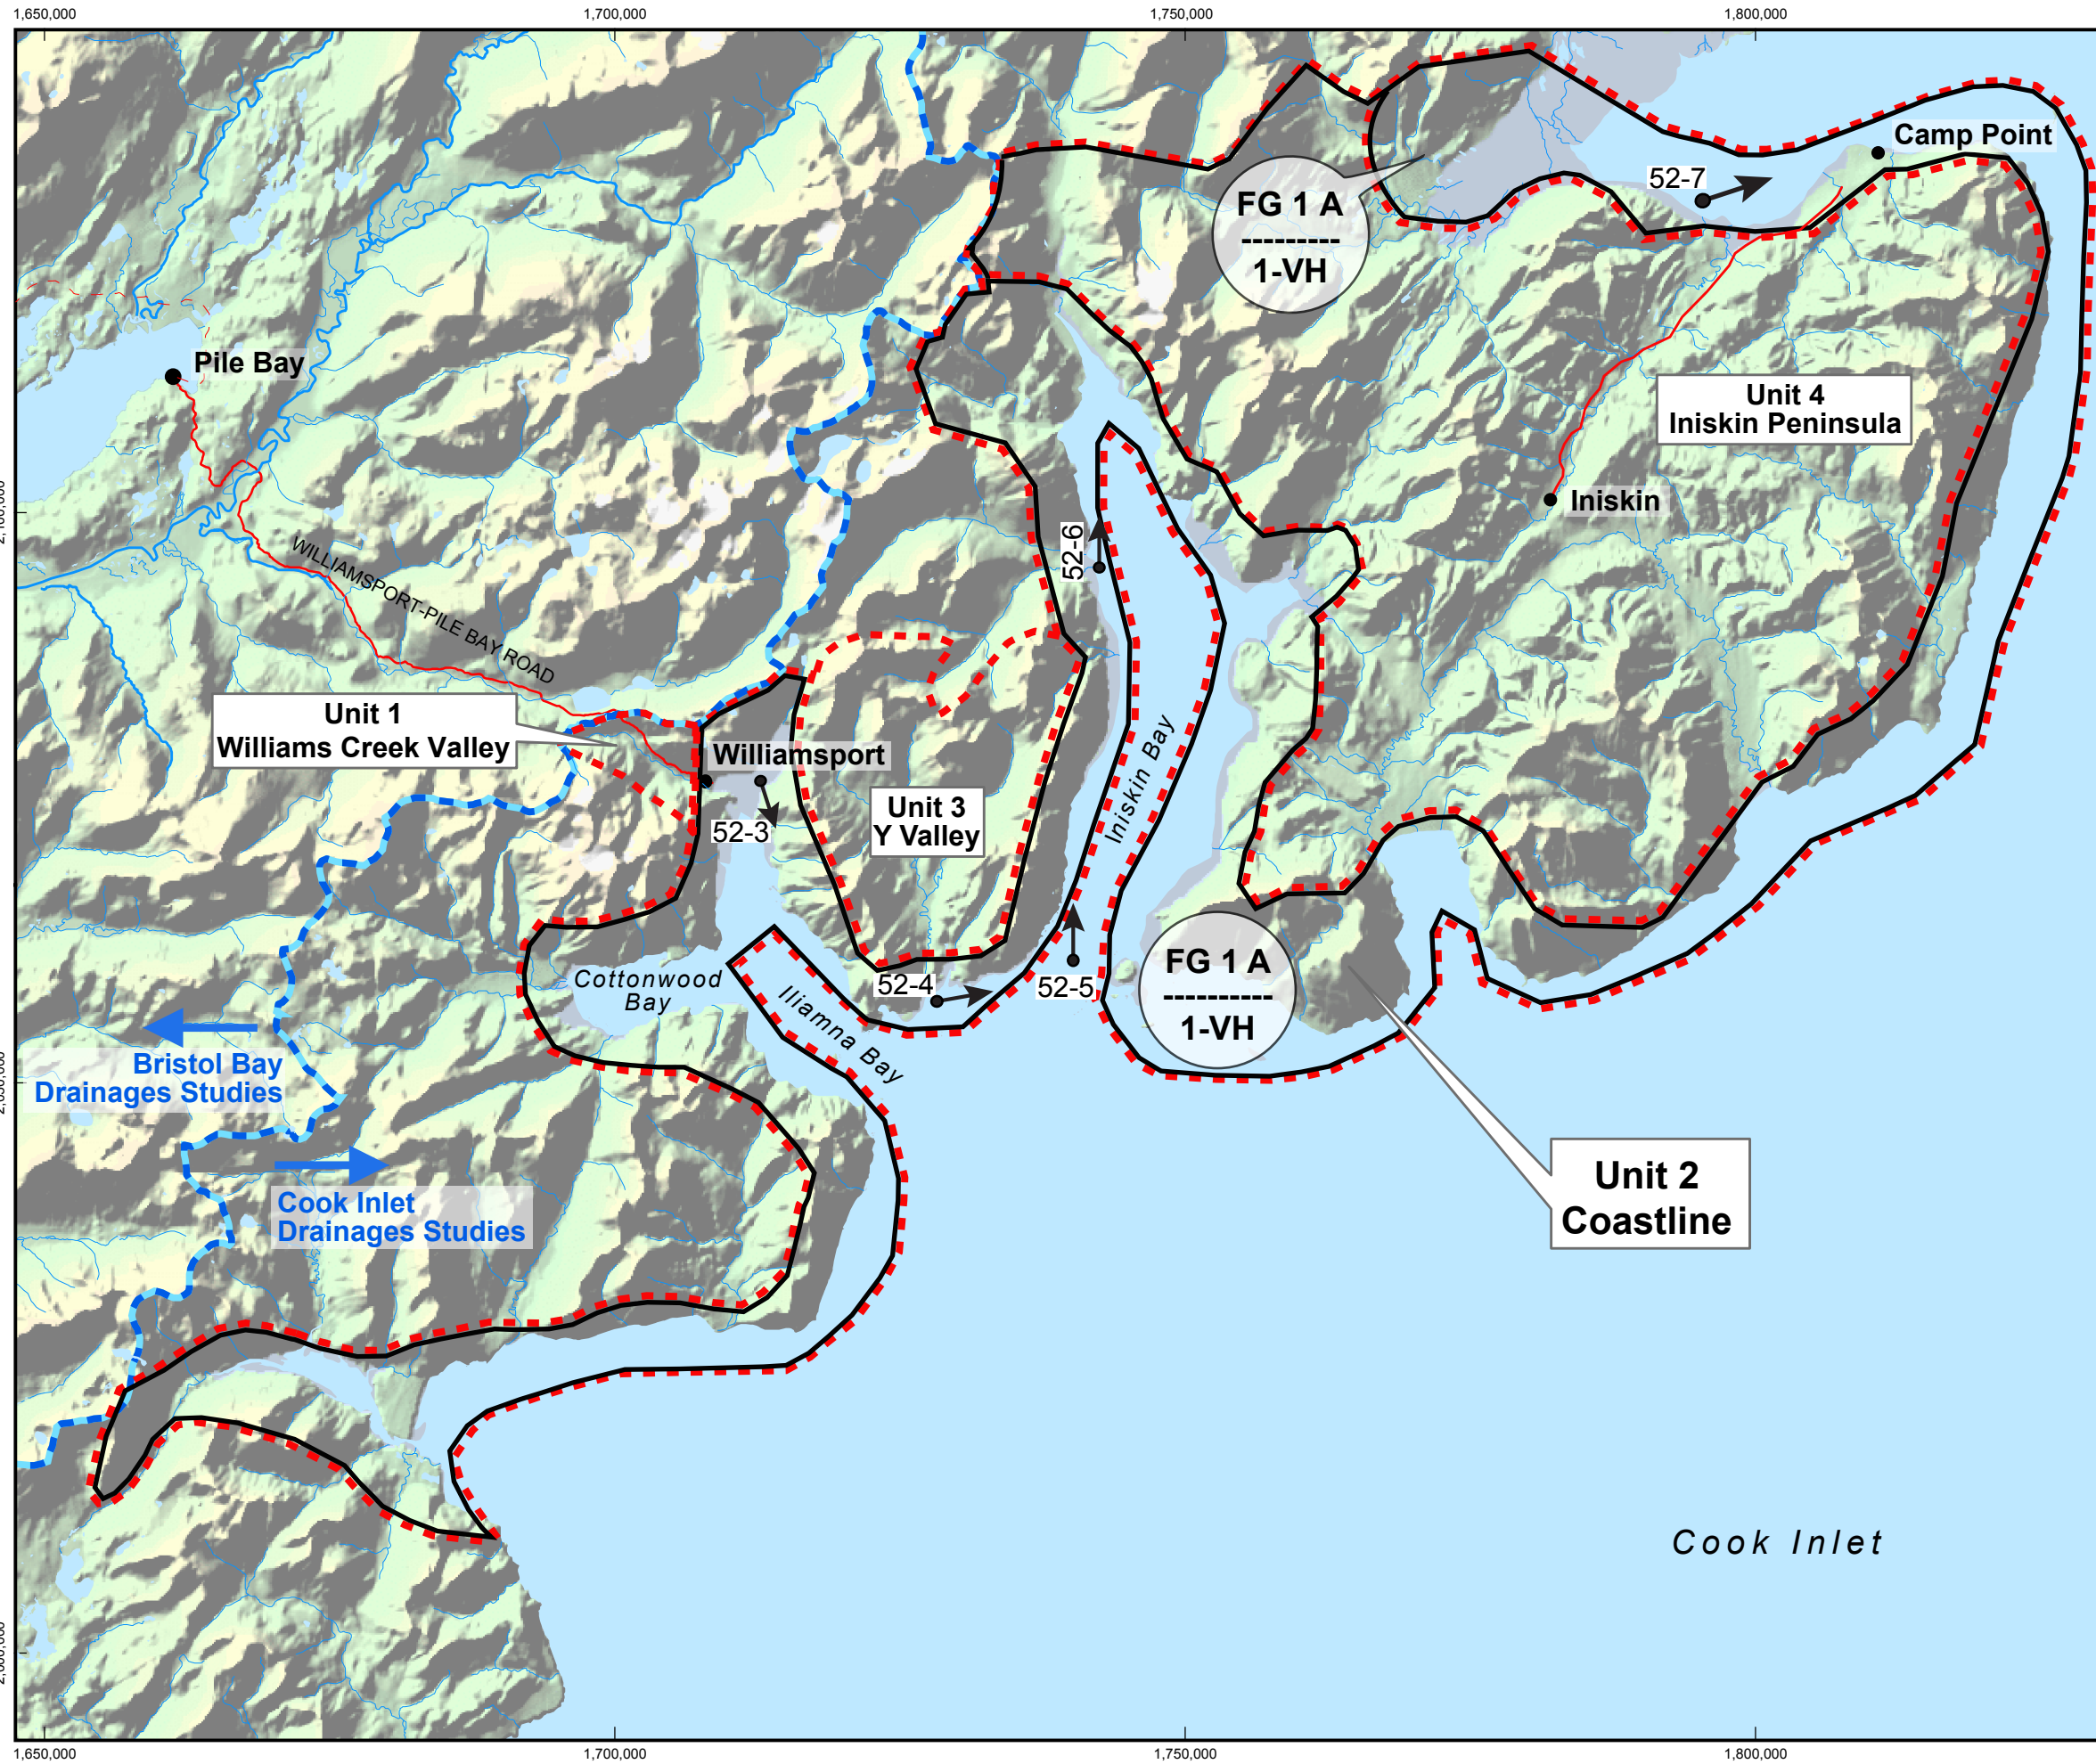 1,650,000
1,700,000
1,750,000
1,800,000
Camp Point
52-7
FG 1 A
---------
1-VH
Pile Bay
Unit 4
Iniskin Peninsula
Iniskin
52-6
WILLIAMSPORT-PILE BAY ROAD
Unit 1
Williams Creek Valley
Williamsport
52-3
Unit 3
Y Valley
Iniskin Bay
FG 1 A
----------
1-VH
Cottonwood
Bay
52-4
52-5
Iliamna Bay
Bristol Bay
Drainages Studies
Cook Inlet
Drainages Studies
Unit 2
Coastline
Cook Inlet
1,650,000
1,700,000
1,750,000
1,800,000